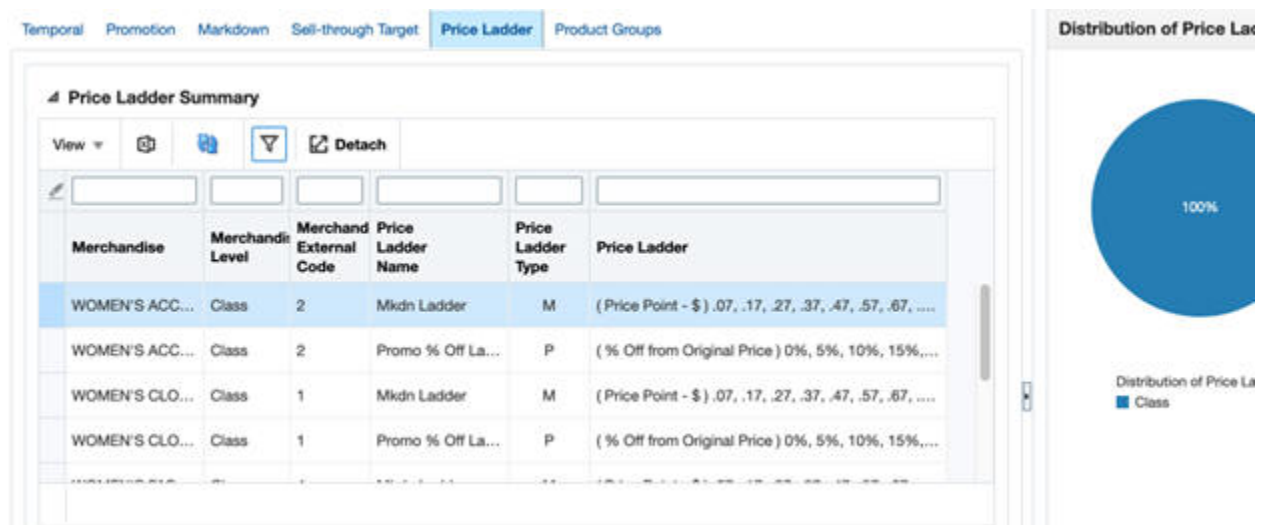 Temporal Promotion Markdown Sell-through Target Price Ladder Product Groups
Distribution of Price Lad
Price Ladder Summary
View Detach
Merchandise Merchandis Level Merchand External Code Price Ladder Name Price Ladder Type Price Ladder
WOMEN'S ACC... Class 2 Mkdn Ladder M ( Price Point - $ ) .07, .17, .27, .37, .47, .57, .67, ....
WOMEN'S ACC... Class 2 Promo % Off La... P ( % Off from Original Price ) 0%, 5%, 10%, 15%,...
WOMEN'S CLO... Class 1 Mkdn Ladder M ( Price Point - $ ) .07, .17, .27, .37, .47, .57, .67, ....
WOMEN'S CLO... Class 1 Promo % Off La... P ( % Off from Original Price ) 0%, 5%, 10%, 15%,...
100%
Distribution of Price La
Class